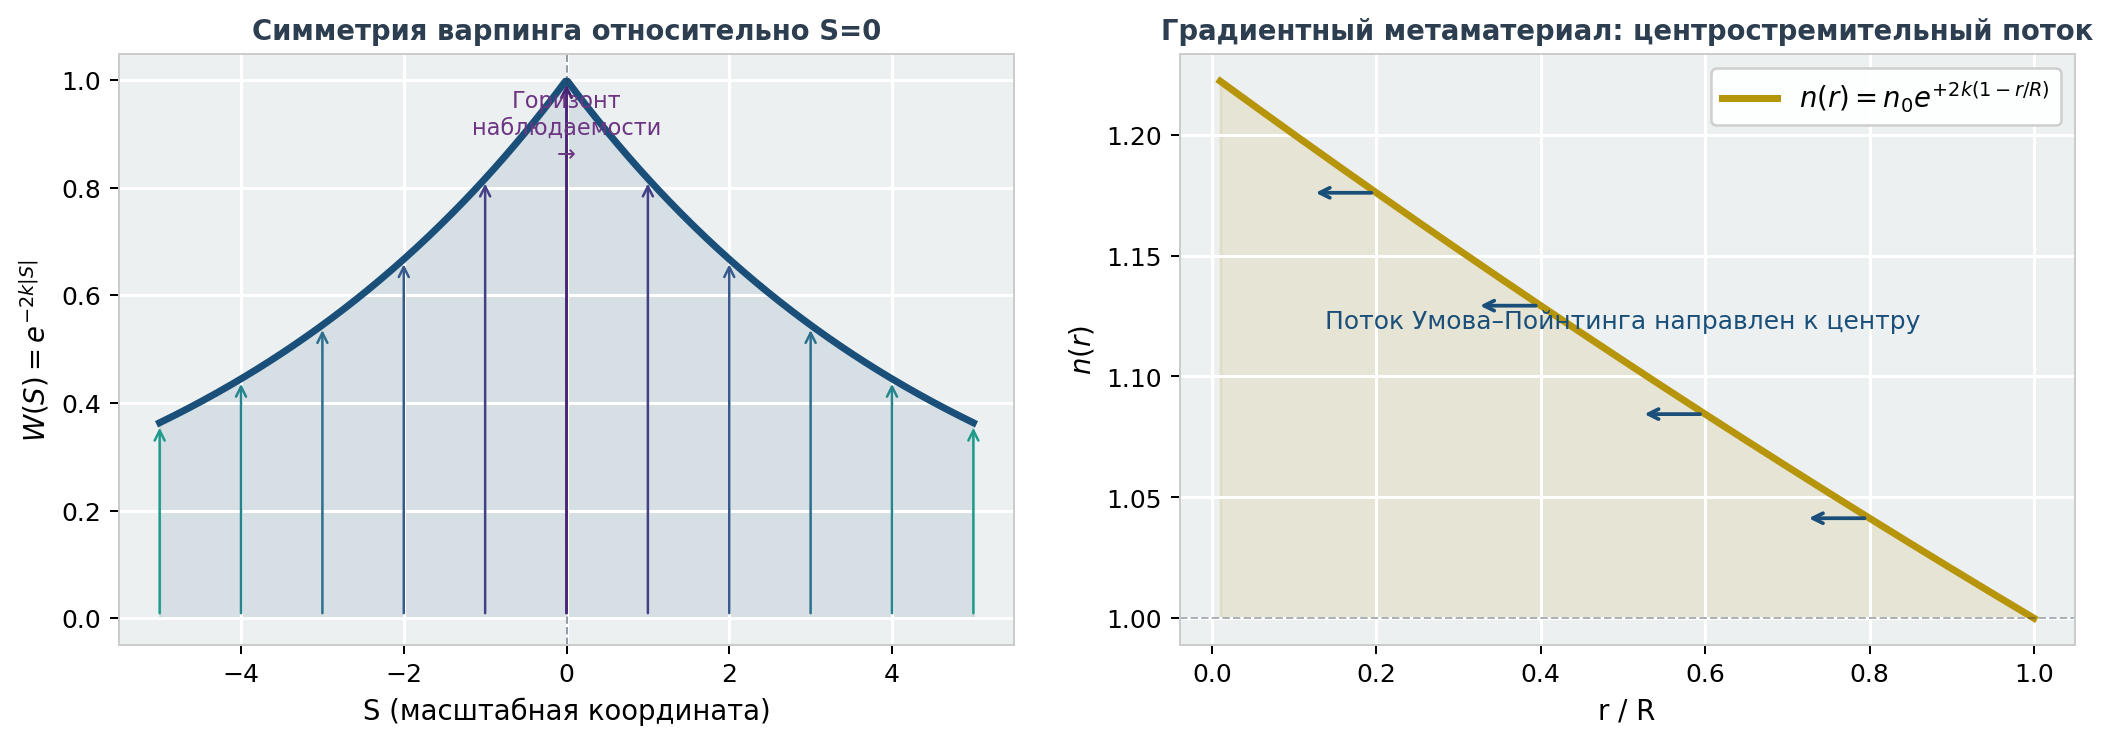 Симметрия варпинга относительно S=0
1.0
0.8
0.6
0.4
0.2
0.0
W(S) = e^{-2k|S|}
Горизонт
наблюдаемости
→
−4
−2
0
2
4
S (масштабная координата)
Градиентный метаматериал: центростремительный поток
n(r) = n₀e^{+2k(1 − r/R)}
1.20
1.15
1.10
1.05
1.00
n(r)
Поток Умова–Пойнтинга направлен к центру
0.0
0.2
0.4
0.6
0.8
1.0
r / R